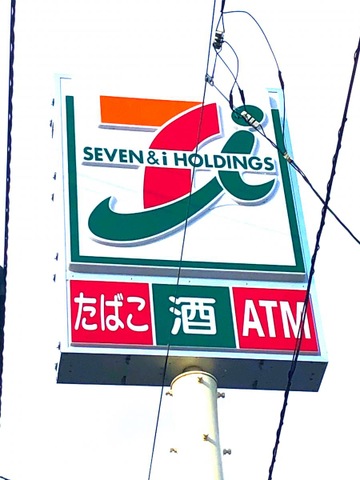 SEVEN & i HOLDINGS
たばこ 酒 ATM